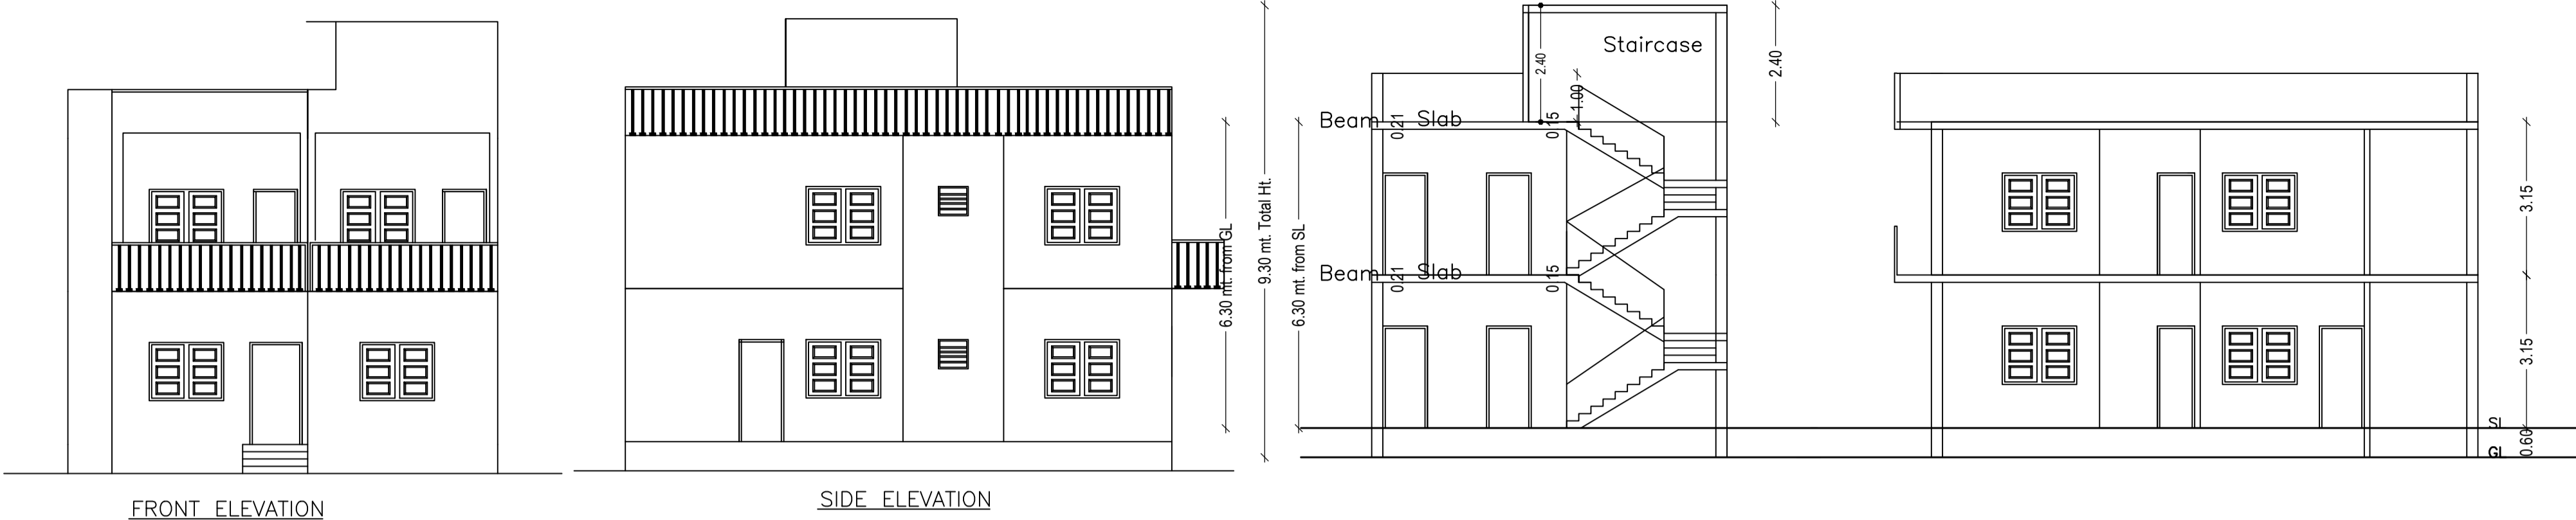 FRONT ELEVATION
SIDE ELEVATION
6.30 mt. from GL
9.30 mt. Total Ht.
6.30 mt. from SL
Staircase
2.40
2.40
1.00
Beam 0.21 Slab 0.15
Beam 0.21 Slab 0.15
3.15
3.15
SL
0.60
GL